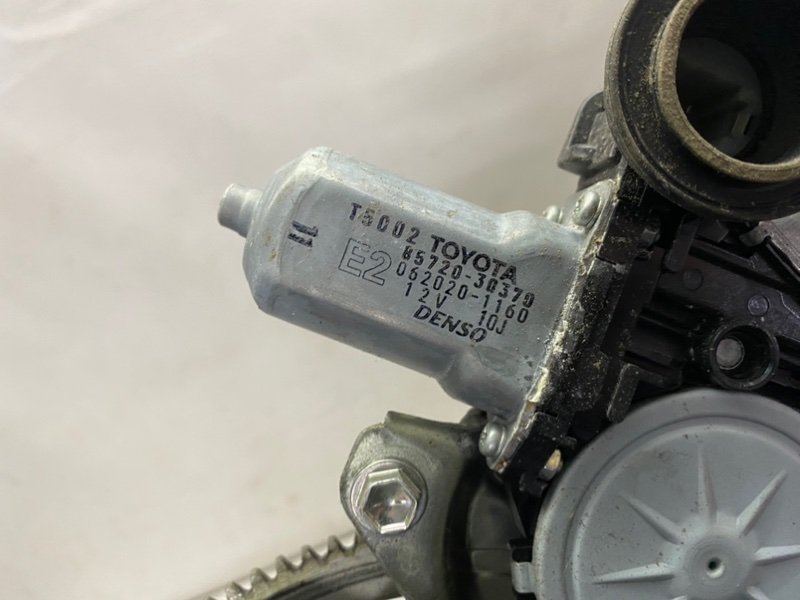 T5002 TOYOTA
E2
85720-30370
062020-1160
12V 10J
DENSO